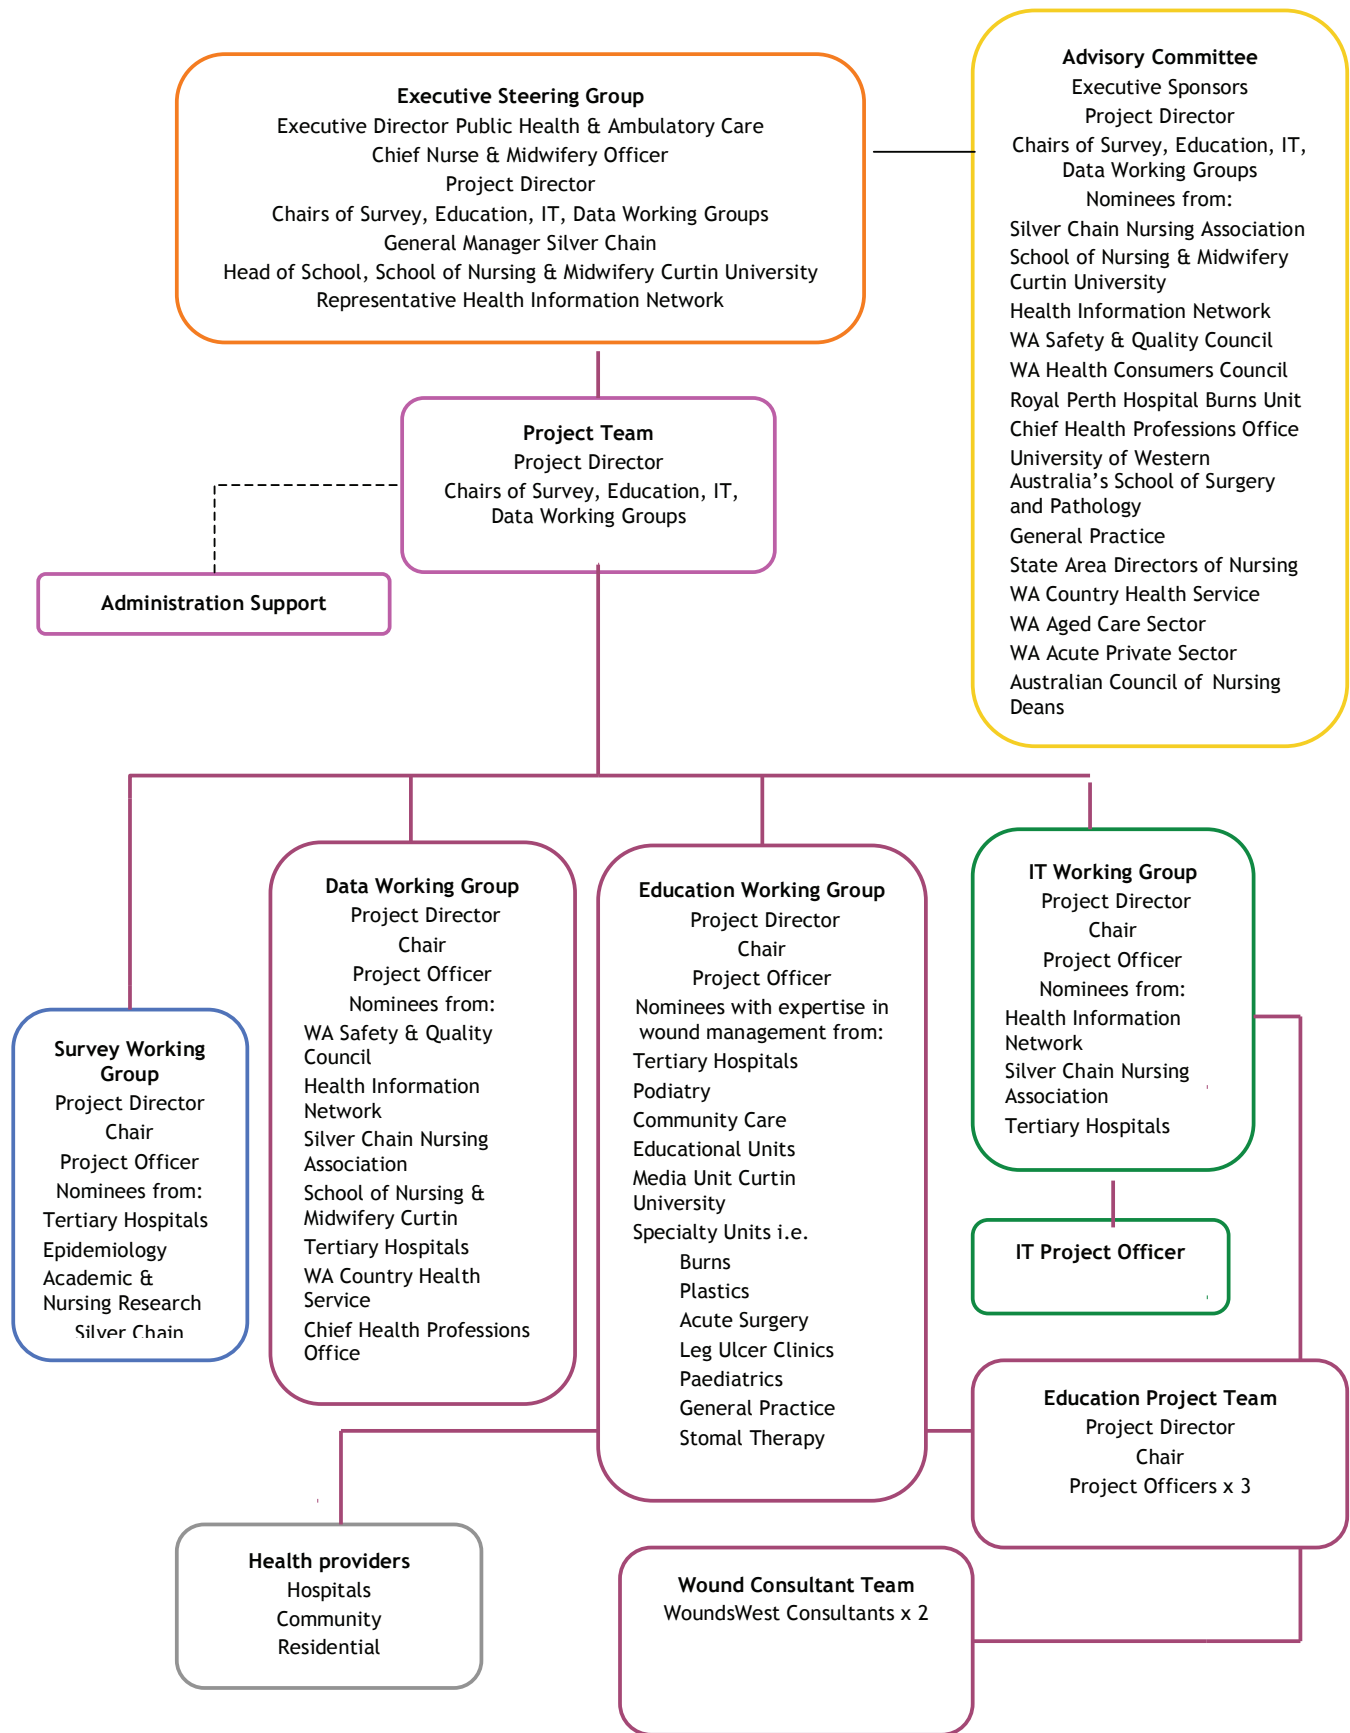 Executive Steering Group
Executive Director Public Health & Ambulatory Care
Chief Nurse & Midwifery Officer
Project Director
Chairs of Survey, Education, IT, Data Working Groups
General Manager Silver Chain
Head of School, School of Nursing & Midwifery Curtin University
Representative Health Information Network
Advisory Committee
Executive Sponsors
Project Director
Chairs of Survey, Education, IT,
Data Working Groups
Nominees from:
Silver Chain Nursing Association
School of Nursing & Midwifery
Curtin University
Health Information Network
WA Safety & Quality Council
WA Health Consumers Council
Royal Perth Hospital Burns Unit
Chief Health Professions Office
University of Western
Australia's School of Surgery
and Pathology
General Practice
State Area Directors of Nursing
WA Country Health Service
WA Aged Care Sector
WA Acute Private Sector
Australian Council of Nursing
Deans
Project Team
Project Director
Chairs of Survey, Education, IT,
Data Working Groups
Administration Support
Survey Working
Group
Project Director
Chair
Project Officer
Nominees from:
Tertiary Hospitals
Epidemiology
Academic &
Nursing Research
Silver Chain
Data Working Group
Project Director
Chair
Project Officer
Nominees from:
WA Safety & Quality
Council
Health Information
Network
Silver Chain Nursing
Association
School of Nursing &
Midwifery Curtin
Tertiary Hospitals
WA Country Health
Service
Chief Health Professions
Office
Education Working Group
Project Director
Chair
Project Officer
Nominees with expertise in
wound management from:
Tertiary Hospitals
Podiatry
Community Care
Educational Units
Media Unit Curtin
University
Specialty Units i.e.
Burns
Plastics
Acute Surgery
Leg Ulcer Clinics
Paediatrics
General Practice
Stomal Therapy
IT Working Group
Project Director
Chair
Project Officer
Nominees from:
Health Information
Network
Silver Chain Nursing
Association
Tertiary Hospitals
IT Project Officer
Education Project Team
Project Director
Chair
Project Officers x 3
Health providers
Hospitals
Community
Residential
Wound Consultant Team
WoundsWest Consultants x 2